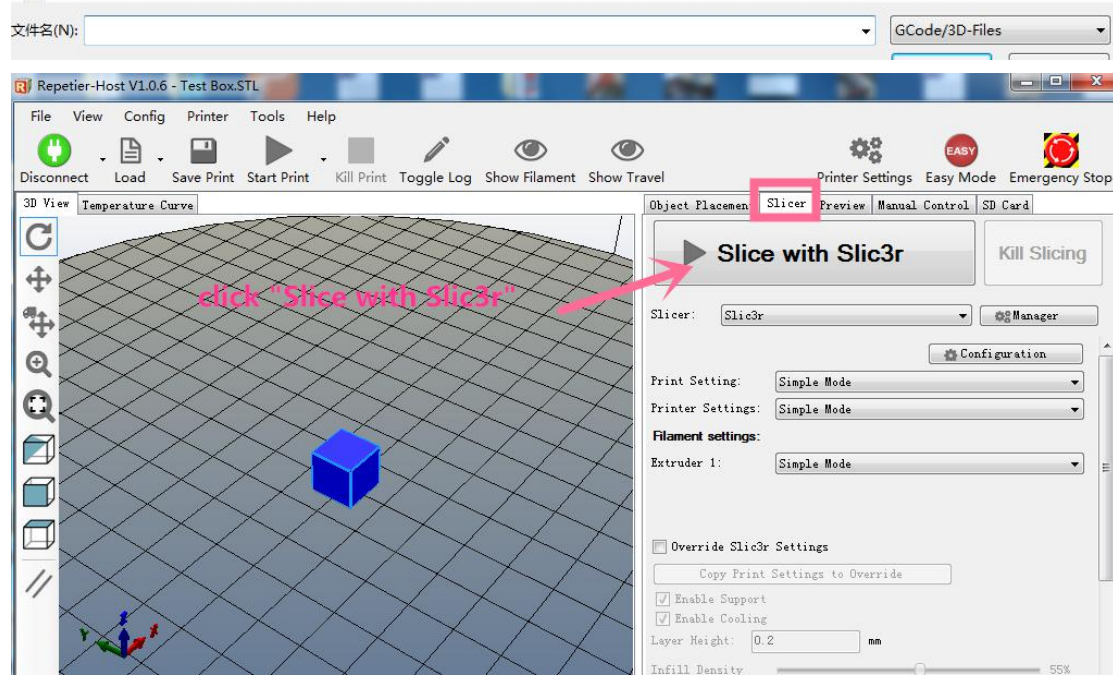 文件名(N):
GCode/3D-Files
Repetier-Host V1.0.6 - Test Box.STL
File View Config Printer Tools Help
Disconnect Load Save Print Start Print Kill Print Toggle Log Show Filament Show Travel Printer Settings Easy Mode Emergency Stop
EASY
3D View Temperature Curve
Object Placemen Slicer Preview Manual Control SD Card
Slice with Slic3r
Kill Slicing
click "Slice with Slic3r"
Slicer: Slic3r Manager
Configuration
Print Setting: Simple Mode
Printer Settings: Simple Mode
Filament settings:
Extruder 1: Simple Mode
Override Slic3r Settings
Copy Print Settings to Override
Enable Support
Enable Cooling
Layer Height: 0.2 mm
Infill Density 55%
Y Z X